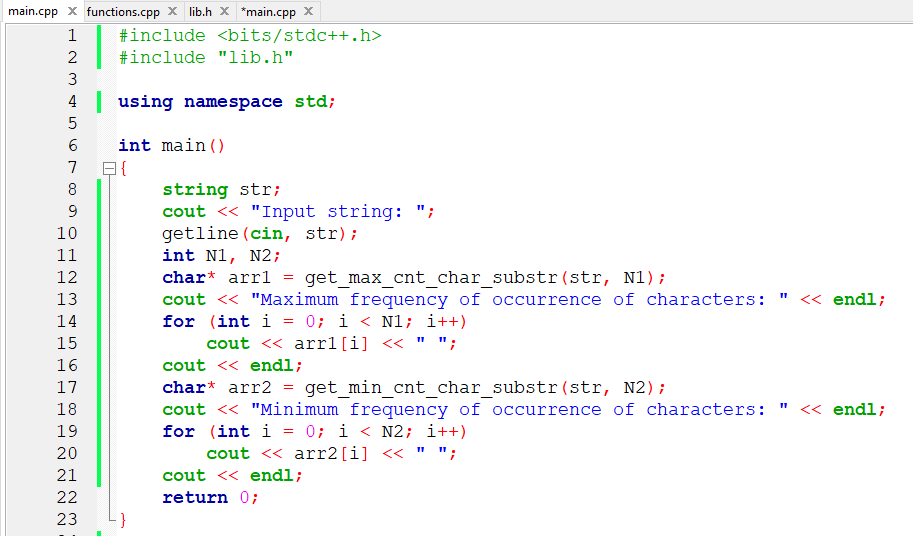 main.cpp functions.cpp lib.h *main.cpp
1 #include <bits/stdc++.h>
2 #include "lib.h"
3
4 using namespace std;
5
6 int main()
7 {
8 string str;
9 cout << "Input string: ";
10 getline(cin, str);
11 int N1, N2;
12 char* arr1 = get_max_cnt_char_substr(str, N1);
13 cout << "Maximum frequency of occurrence of characters: " << endl;
14 for (int i = 0; i < N1; i++)
15 cout << arr1[i] << " ";
16 cout << endl;
17 char* arr2 = get_min_cnt_char_substr(str, N2);
18 cout << "Minimum frequency of occurrence of characters: " << endl;
19 for (int i = 0; i < N2; i++)
20 cout << arr2[i] << " ";
21 cout << endl;
22 return 0;
23 }